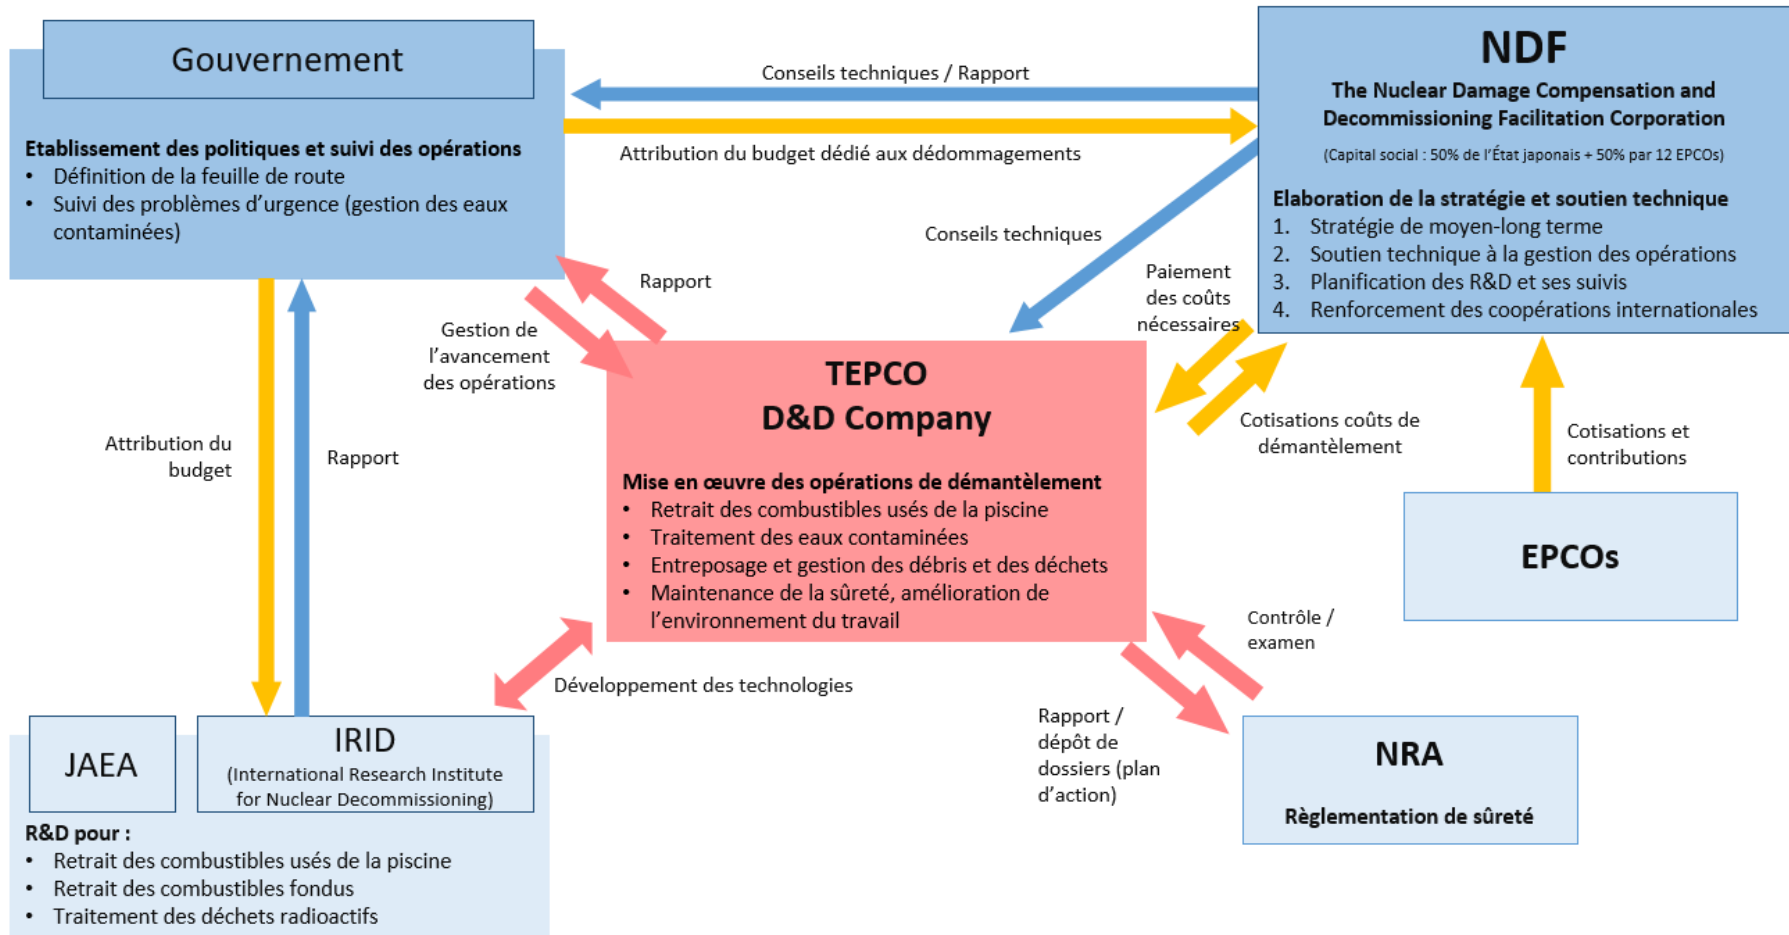 Gouvernement
Etablissement des politiques et suivi des opérations
• Définition de la feuille de route
• Suivi des problèmes d’urgence (gestion des eaux
contaminées)
Conseils techniques / Rapport
Attribution du budget dédié aux dédommagements
NDF
The Nuclear Damage Compensation and
Decommissioning Facilitation Corporation
(Capital social : 50% de l’État japonais + 50% par 12 EPCOs)
Elaboration de la stratégie et soutien technique
1. Stratégie de moyen-long terme
2. Soutien technique à la gestion des opérations
3. Planification des R&D et ses suivis
4. Renforcement des coopérations internationales
Conseils techniques
Rapport
Gestion de
l’avancement
des opérations
Paiement
des coûts
nécessaires
Cotisations coûts de
démantèlement
Cotisations et
contributions
Attribution du
budget
Rapport
TEPCO
D&D Company
Mise en œuvre des opérations de démantèlement
• Retrait des combustibles usés de la piscine
• Traitement des eaux contaminées
• Entreposage et gestion des débris et des déchets
• Maintenance de la sûreté, amélioration de
l’environnement du travail
EPCOs
Contrôle /
examen
Développement des technologies
Rapport /
dépôt de
dossiers (plan
d’action)
NRA
Règlementation de sûreté
JAEA
IRID
(International Research Institute
for Nuclear Decommissioning)
R&D pour :
• Retrait des combustibles usés de la piscine
• Retrait des combustibles fondus
• Traitement des déchets radioactifs